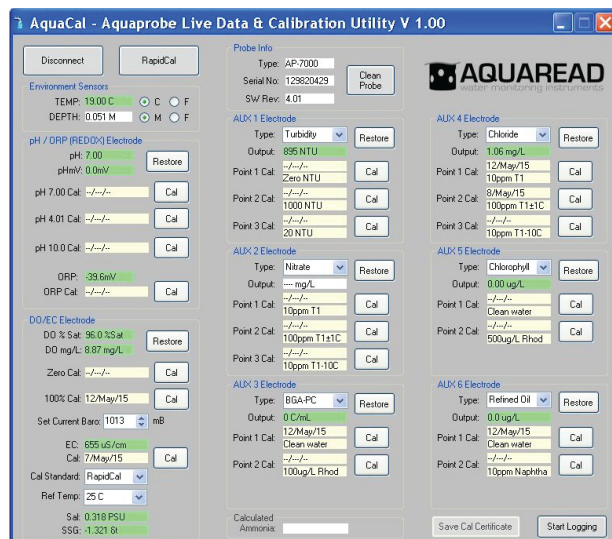 AquaCal - Aquaprobe Live Data & Calibration Utility V 1.00
Disconnect
RapidCal
Environment Sensors
TEMP: 19.00 C C F
DEPTH: 0.051 M M F
pH / ORP (REDOX) Electrode
pH: 7.00
pHmV: 0.0mV
Restore
pH 7.00 Cal: --/---/-- Cal
pH 4.01 Cal: --/---/-- Cal
pH 10.0 Cal: --/---/-- Cal
ORP: -39.6mV
ORP Cal: --/---/-- Cal
DO/EC Electrode
DO % Sat: 96.0 %Sat
DO mg/L: 8.87 mg/L
Restore
Zero Cal: --/---/-- Cal
100% Cal: 12/May/15 Cal
Set Current Baro: 1013 mB
EC: 655 uS/cm
Cal: 7/May/15 Cal
Cal Standard: RapidCal
Ref Temp: 25 C
Sal: 0.318 PSU
SSG: -1.321 õt
Probe Info
Type: AP-7000
Serial No: 129820429
SW Rev: 4.01
Clean
Probe
AQUAREAD
water monitoring instruments
AUX 1 Electrode
Type: Turbidity Restore
Output: 895 NTU
Point 1 Cal: --/---/-- Cal
Zero NTU
Point 2 Cal: --/---/-- Cal
1000 NTU
Point 3 Cal: --/---/-- Cal
20 NTU
AUX 2 Electrode
Type: Nitrate Restore
Output: ---- mg/L
Point 1 Cal: --/---/-- Cal
10ppm T1
Point 2 Cal: --/---/-- Cal
100ppm T1±1C
Point 3 Cal: --/---/-- Cal
10ppm T1-10C
AUX 3 Electrode
Type: BGA-PC Restore
Output: 0 C/mL
Point 1 Cal: 12/May/15 Cal
Clean water
Point 2 Cal: --/---/-- Cal
100ug/L Rhod
Calculated
Ammonia:
AUX 4 Electrode
Type: Chloride Restore
Output: 1.06 mg/L
Point 1 Cal: 12/May/15 Cal
10ppm T1
Point 2 Cal: 8/May/15 Cal
100ppm T1±1C
Point 3 Cal: --/---/-- Cal
10ppm T1-10C
AUX 5 Electrode
Type: Chlorophyll Restore
Output: 0.00 ug/L
Point 1 Cal: --/---/-- Cal
Clean water
Point 2 Cal: --/---/-- Cal
500ug/L Rhod
AUX 6 Electrode
Type: Refined Oil Restore
Output: 0.0 ug/L
Point 1 Cal: 12/May/15 Cal
Clean water
Point 2 Cal: --/---/-- Cal
10ppm Naphtha
Save Cal Certificate
Start Logging